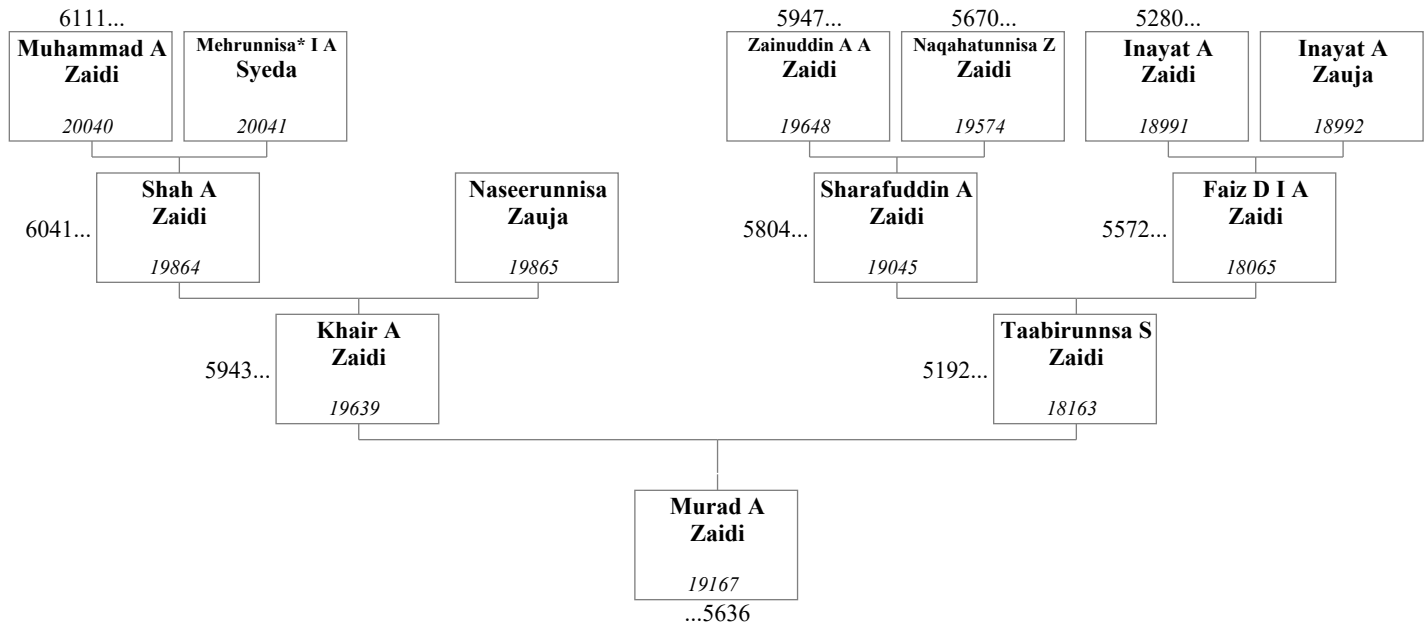 6111...
5947...
5670...
5280...
Muhammad A
Zaidi
20040
Mehrunnisa* I A
Syeda
20041
Zainuddin A A
Zaidi
19648
Naqahatunnisa Z
Zaidi
19574
Inayat A
Zaidi
18991
Inayat A
Zauja
18992
6041...
Shah A
Zaidi
19864
Naseerunnisa
Zauja
19865
5804...
Sharafuddin A
Zaidi
19045
5572...
Faiz D I A
Zaidi
18065
5943...
Khair A
Zaidi
19639
5192...
Taabirunnsa S
Zaidi
18163
Murad A
Zaidi
19167
...5636